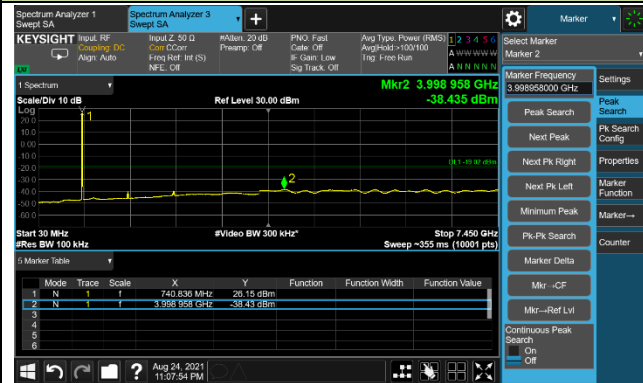 Spectrum Analyzer 1
Swept SA
Spectrum Analyzer 3
Swept SA
Marker
KEYSIGHT
Input: RF
Coupling: DC
Align: Auto
Input Z: 50 Ω
Corr CCorr
Freq Ref: Int (S)
NFE: Off
#Atten: 20 dB
Preamp: Off
PNO: Fast
Gate: Off
IF Gain: Low
Sig Track: Off
Avg Type: Power (RMS)
Avg|Hold:>100/100
Trig: Free Run
1 2 3 4 5 6
A W W W W W
A N N N N N
Select Marker
Marker 2
1 Spectrum
Mkr2 3.998 958 GHz
-38.435 dBm
Scale/Div 10 dB
Ref Level 30.00 dBm
Log
20.0
10.0
0.00
-10.0
-20.0
-30.0
-40.0
-50.0
-60.0
1
2
DL1 -19.02 dBm
Start 30 MHz
#Res BW 100 kHz
#Video BW 300 kHz*
Stop 7.450 GHz
Sweep ~355 ms (10001 pts)
5 Marker Table
Mode Trace Scale X Y Function Function Width Function Value
1 N 1 f 740.836 MHz 26.15 dBm
2 N 1 f 3.998 958 GHz -38.43 dBm
3
4
5
6
Marker Frequency
3.998958000 GHz
Peak Search
Next Peak
Next Pk Right
Next Pk Left
Minimum Peak
Pk-Pk Search
Marker Delta
Mkr→CF
Mkr→Ref Lvl
Continuous Peak
Search
On
Off
Settings
Peak
Search
Pk Search
Config
Properties
Marker
Function
Marker→
Counter
Aug 24, 2021
11:07:54 PM